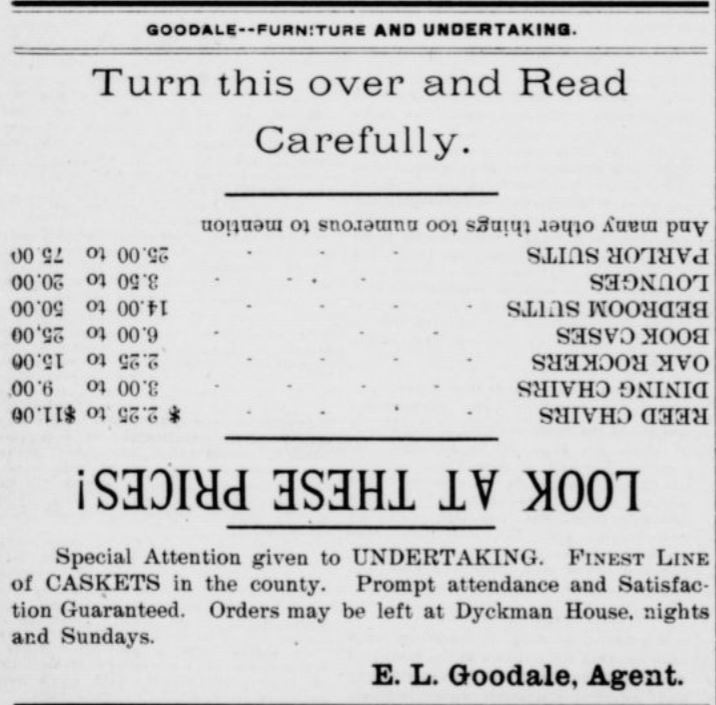 GOODALE--FURNITURE AND UNDERTAKING.
Turn this over and Read
Carefully.
LOOK AT THESE PRICES!
REED CHAIRS - - - - $ 2.25 to $11.00
DINING CHAIRS - - - - 3.00 to 9.00
OAK ROCKERS - - - - 2.25 to 15.00
BOOK CASES - - - - 6.00 to 25,00
BEDROOM SUITS - - - 14.00 to 50.00
LOUNGES - - - - 3.50 to 20.00
PARLOR SUITS - - - - 25.00 to 75.00
And many other things too numerous to mention
Special Attention given to UNDERTAKING. FINEST LINE
of CASKETS in the county. Prompt attendance and Satisfac-
tion Guaranteed. Orders may be left at Dyckman House, nights
and Sundays.
E. L. Goodale, Agent.